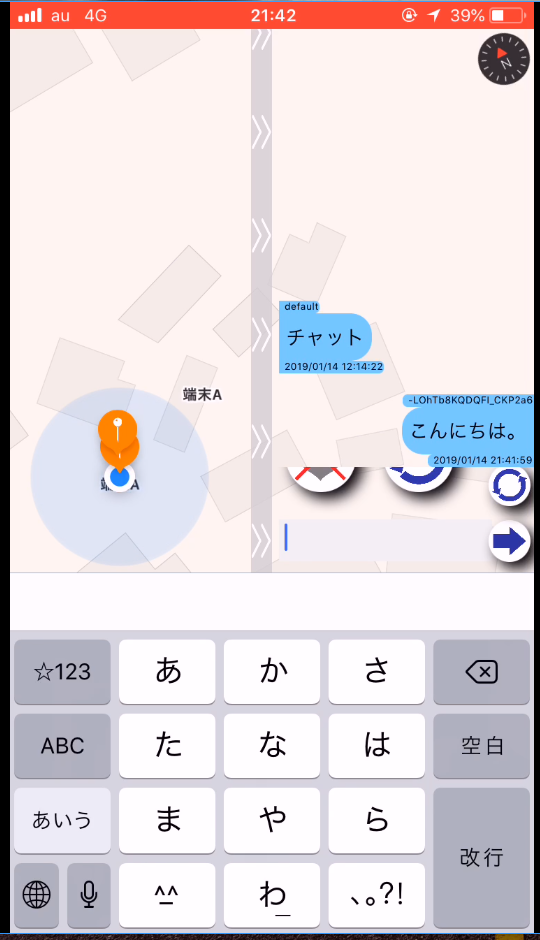 au 4G 21:42 39%
N
default
チャット
2019/01/14 12:14:22
端末A
-LOhTb8KQDQFI_CKP2a6
こんにちは。
2019/01/14 21:41:59
☆123 あ か さ
ABC た な は 空白
あいう ま や ら 改行
^^ わ 、。?!